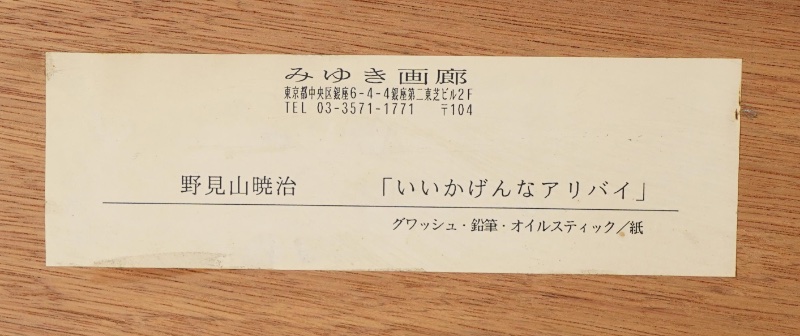 みゆき画廊
東京都中央区銀座6-4-4銀座第二東芝ビル2F
TEL 03-3571-1771 〒104
野見山暁治 「いいかげんなアリバイ」
グワッシュ・鉛筆・オイルスティック/紙